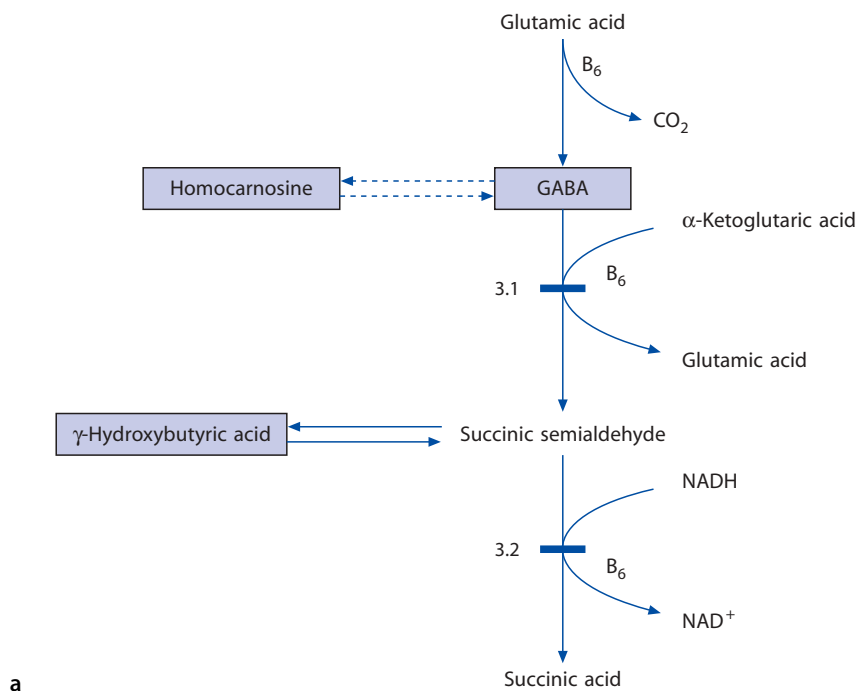 Glutamic acid
B₆
CO₂
Homocarnosine
GABA
α-Ketoglutaric acid
3.1
B₆
Glutamic acid
γ-Hydroxybutyric acid
Succinic semialdehyde
NADH
3.2
B₆
NAD⁺
Succinic acid
a